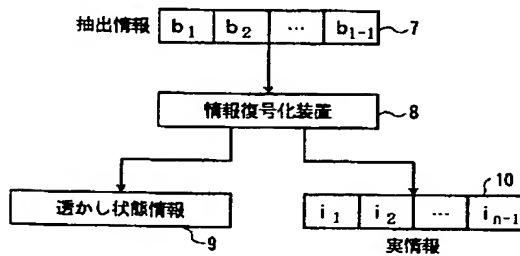 抽出情報 b1 b2 … bl-1 7
情報復号化装置 8
透かし状態情報 9
i1 i2 … in-1 10
実情報